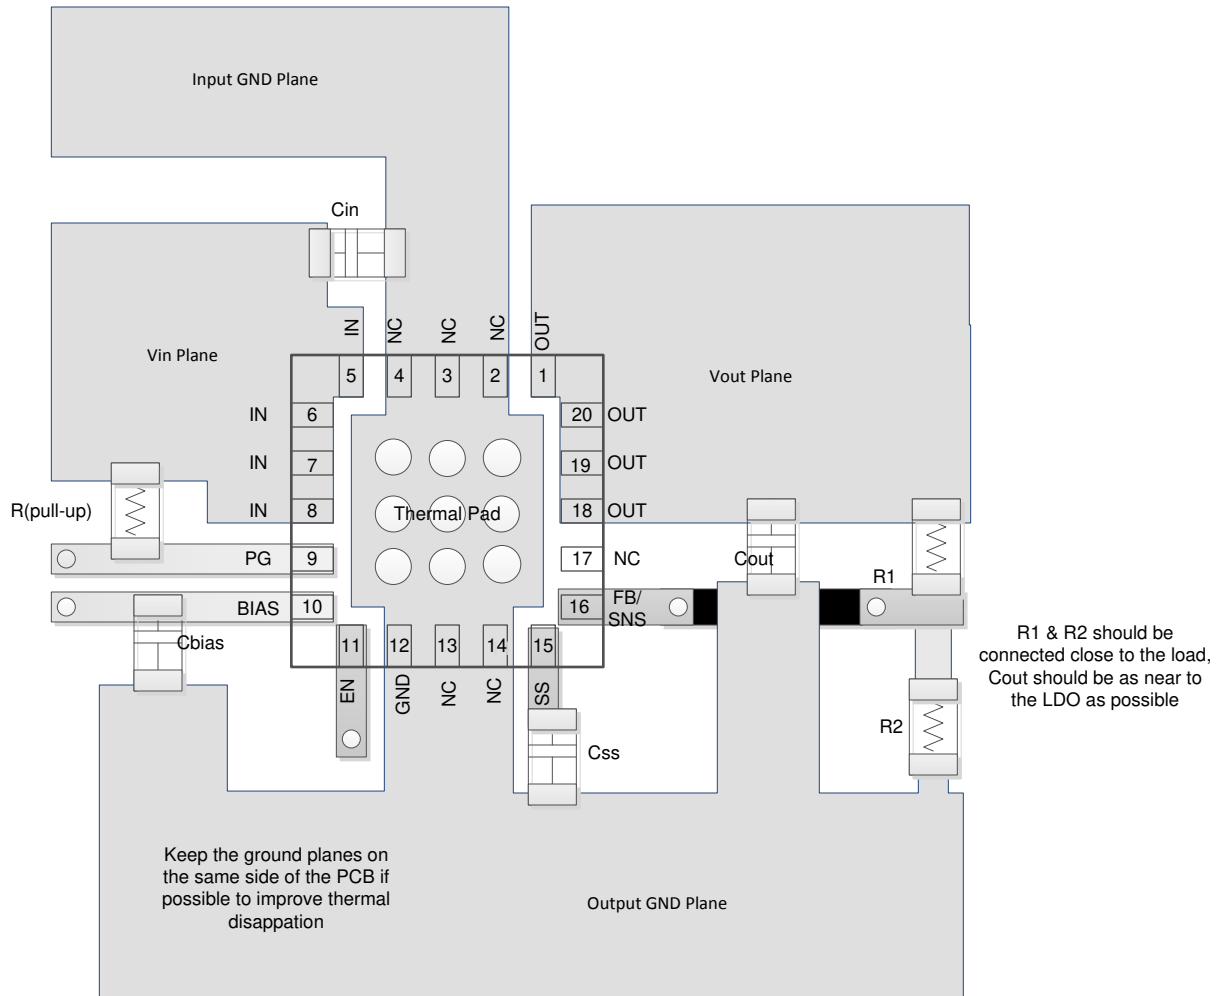 Input GND Plane
Cin
IN
NC
NC
NC
OUT
Vin Plane
Vout Plane
5
4
3
2
1
IN
6
20
OUT
IN
7
19
OUT
R(pull-up)
IN
8
Thermal Pad
18
OUT
PG
9
17
NC
Cout
R1
BIAS
10
16
FB/
SNS
Cbias
11
12
13
14
15
EN
GND
NC
NC
SS
R1 & R2 should be
connected close to the load,
Cout should be as near to
the LDO as possible
R2
Css
Keep the ground planes on
the same side of the PCB if
possible to improve thermal
disappation
Output GND Plane